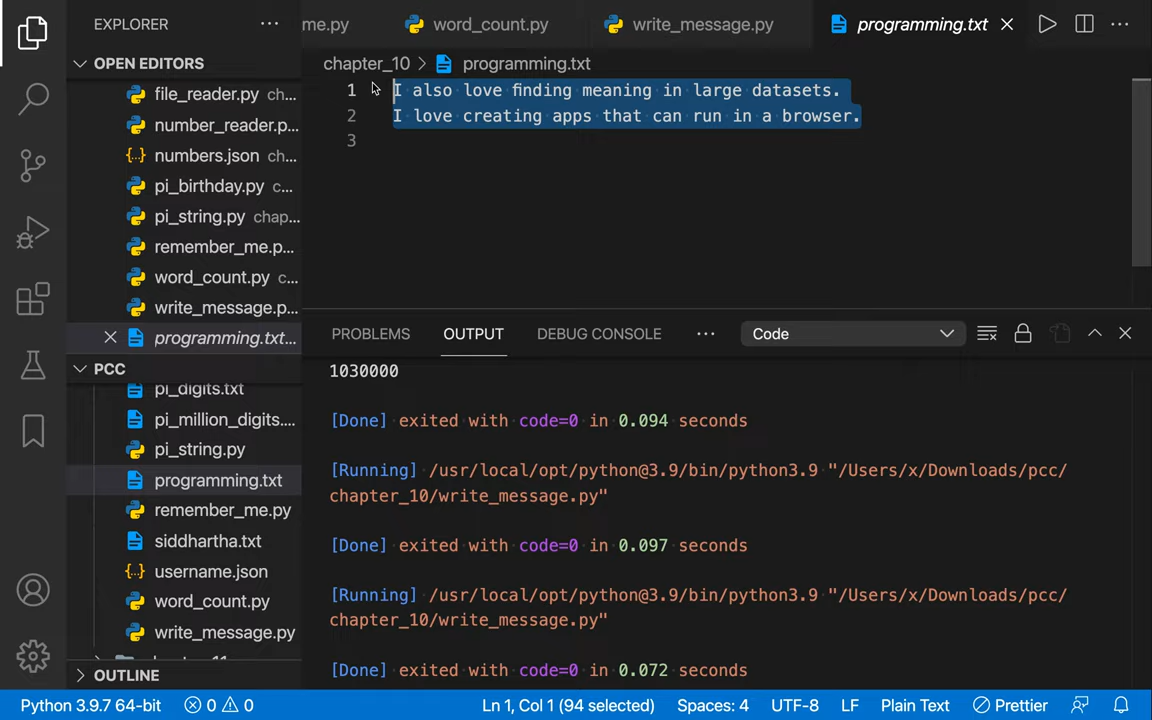 EXPLORER
me.py
word_count.py
write_message.py
programming.txt
OPEN EDITORS
file_reader.py ch...
number_reader.p...
{..} numbers.json ch...
pi_birthday.py c...
pi_string.py chap...
remember_me.p...
word_count.py c...
write_message.p...
programming.txt...
PCC
pi_digits.txt
pi_million_digits....
pi_string.py
programming.txt
remember_me.py
siddhartha.txt
{..} username.json
word_count.py
write_message.py
OUTLINE
chapter_10 > programming.txt
1 I also love finding meaning in large datasets.
2 I love creating apps that can run in a browser.
3
PROBLEMS OUTPUT DEBUG CONSOLE ... Code
1030000
[Done] exited with code=0 in 0.094 seconds
[Running] /usr/local/opt/python@3.9/bin/python3.9 "/Users/x/Downloads/pcc/
chapter_10/write_message.py"
[Done] exited with code=0 in 0.097 seconds
[Running] /usr/local/opt/python@3.9/bin/python3.9 "/Users/x/Downloads/pcc/
chapter_10/write_message.py"
[Done] exited with code=0 in 0.072 seconds
Python 3.9.7 64-bit 0 0 Ln 1, Col 1 (94 selected) Spaces: 4 UTF-8 LF Plain Text Prettier